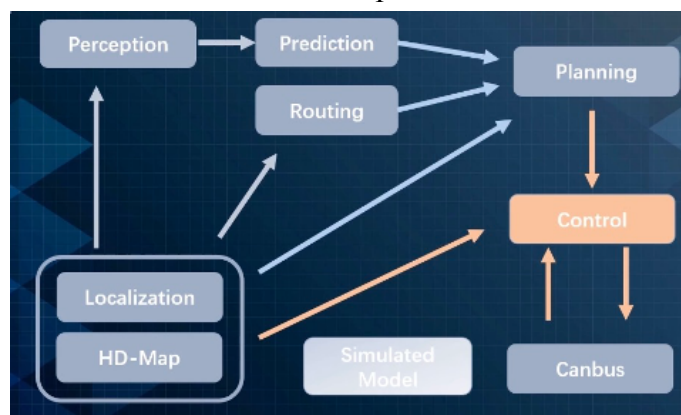 Perception
Prediction
Planning
Routing
Control
Localization
HD-Map
Simulated
Model
Canbus